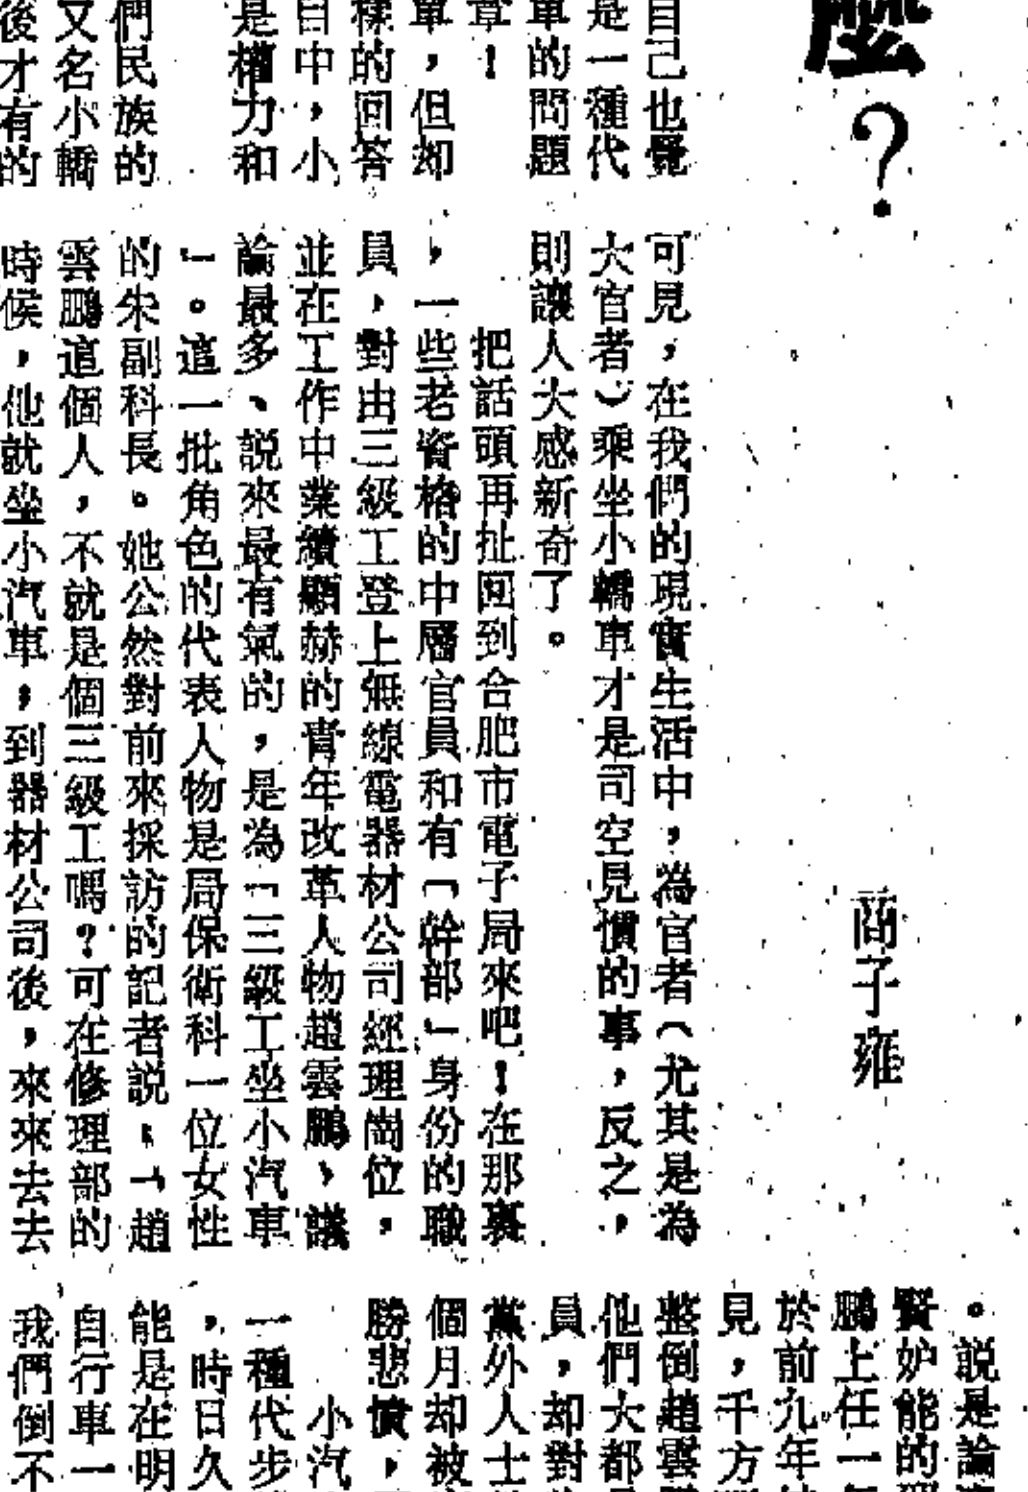 麼？
商子雍
自己也覺
是一種代
單的問題
章！
單，但却
樣的回答
目中，小
是權力和
們民族的
又名小轎
後才有的
可見，在我們的現實生活中，為官者（尤其是為
大官者）乘坐小轎車才是司空見慣的事，反之，
則讓人大感新奇了。
把話頭再扯回到合肥市電子局來吧！在那裏
，一些老資格的中層官員和有「幹部」身份的職
員，對由三級工登上無線電器材公司經理崗位，
並在工作中業績顯赫的青年改革人物趙雲鵬，議
論最多、説來最有氣的，是為「三級工坐小汽車
」。這一批角色的代表人物是局保衛科一位女性
的朱副科長。她公然對前來採訪的記者説：「趙
雲鵬這個人，不就是個三級工嗎？可在修理部的
時候，他就坐小汽車，到器材公司後，來來去去
。説是論
賢妒能的
鵬上任一
於前九年
見，千方
整倒趙雲
他們大都
員，却對
黨外人士
個月却被
勝悲憤，
小汽
一種代步
，時日久
能是在明
自行車一
我們倒不